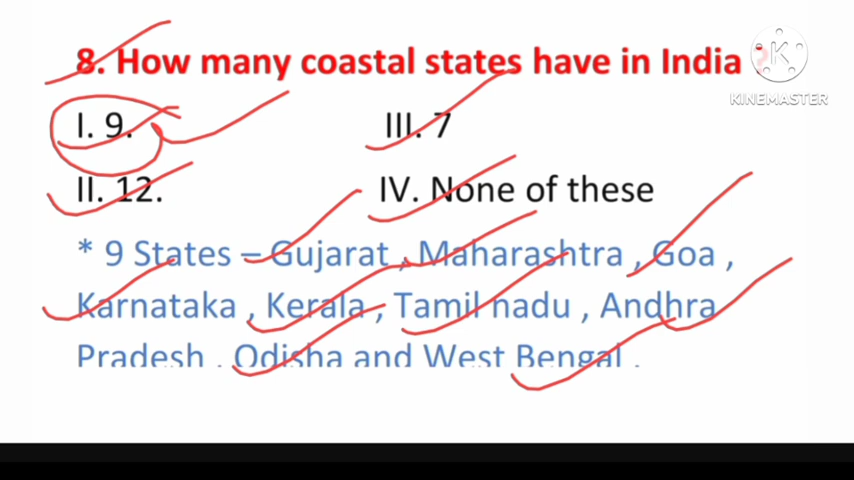 8. How many coastal states have in India ?
KINEMASTER
I. 9.
III. 7
II. 12.
IV. None of these
* 9 States – Gujarat , Maharashtra , Goa ,
Karnataka , Kerala , Tamil nadu , Andhra
Pradesh , Odisha and West Bengal .